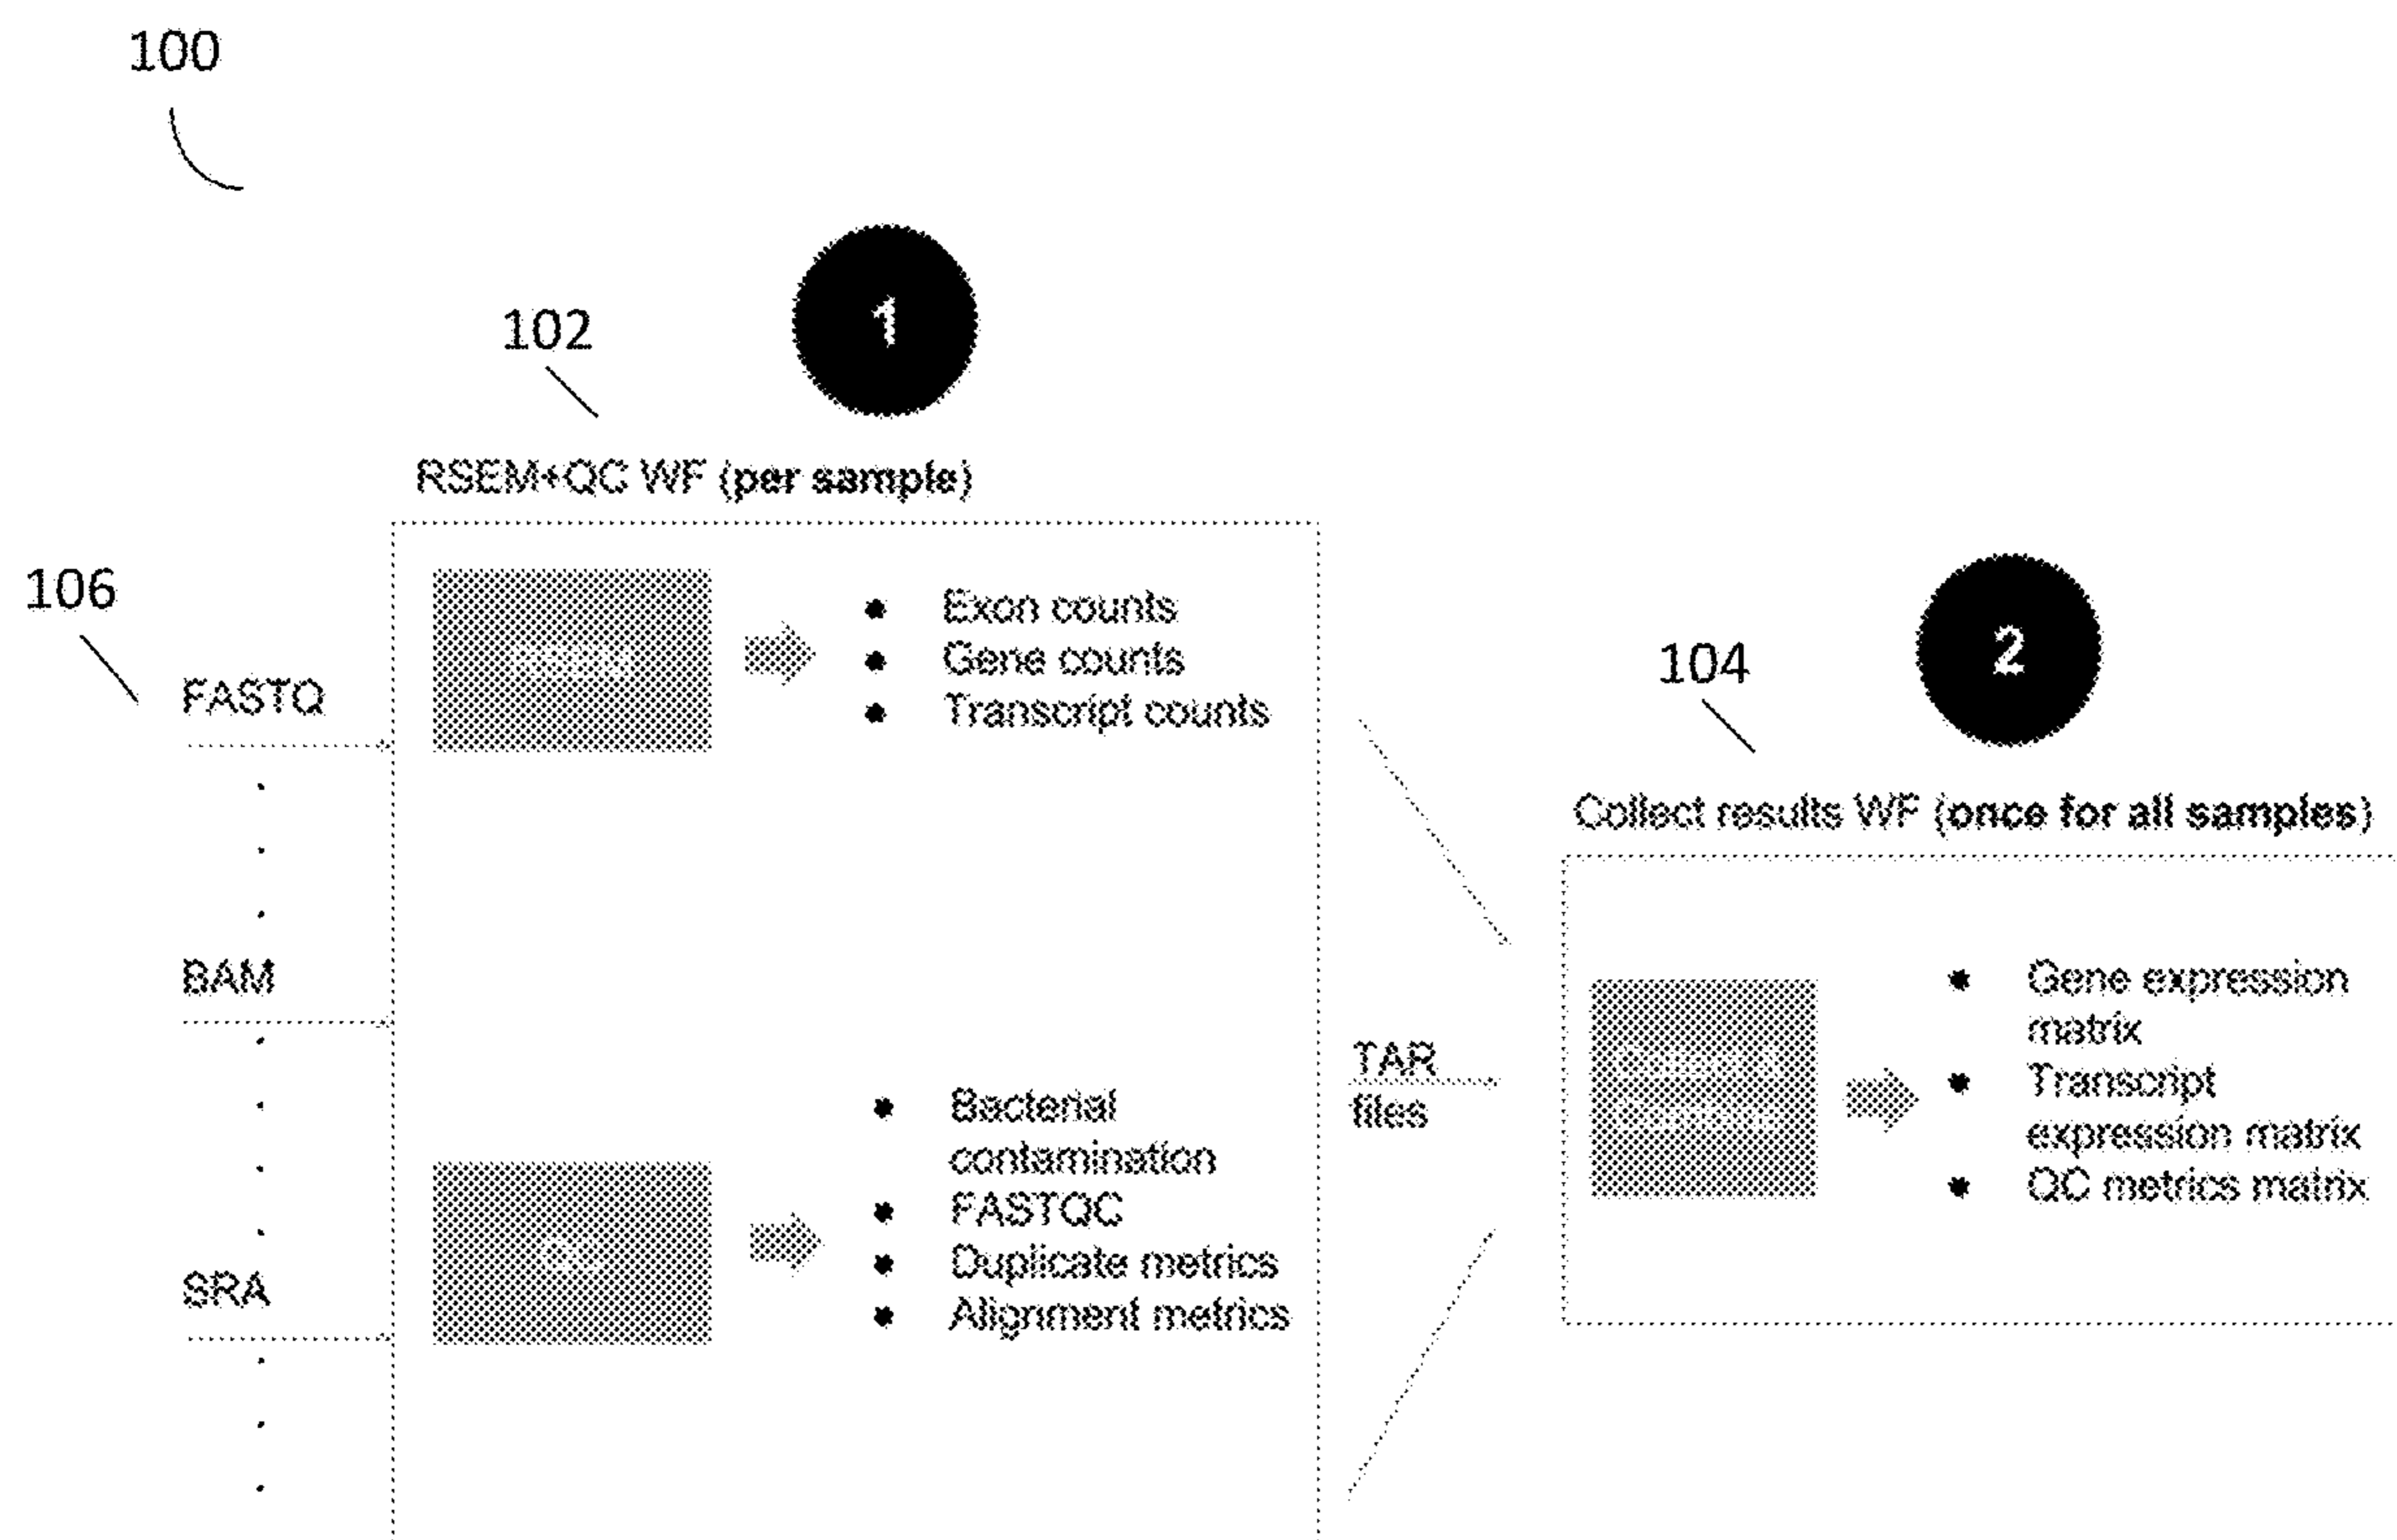 100
1
102
RSEM+QC WF (per sample)
106
FASTQ
BAM
SRA
• Exon counts
• Gene counts
• Transcript counts
QC
• Bacterial
contamination
• FASTQC
• Duplicate metrics
• Alignment metrics
TAR
files
2
104
Collect results WF (once for all samples)
• Gene expression
matrix
• Transcript
expression matrix
• QC metrics matrix